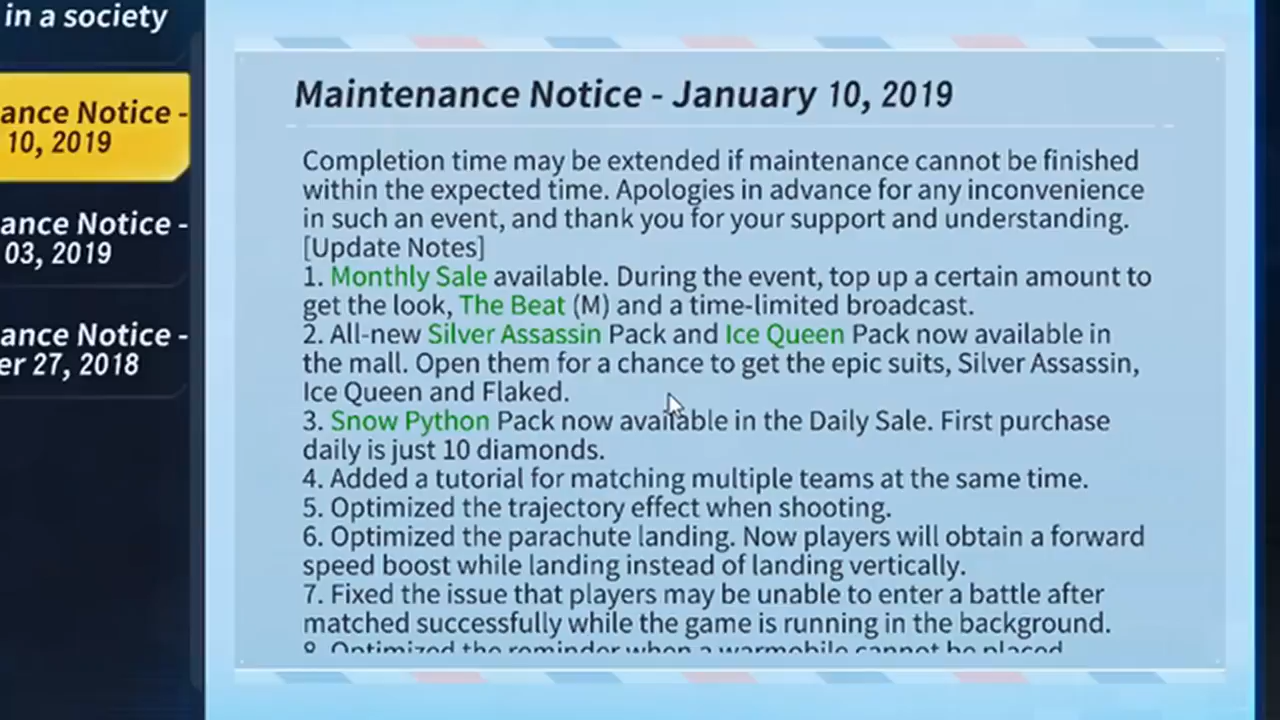 in a society
ance Notice -
10, 2019
ance Notice -
03, 2019
ance Notice -
er 27, 2018
Maintenance Notice - January 10, 2019
Completion time may be extended if maintenance cannot be finished
within the expected time. Apologies in advance for any inconvenience
in such an event, and thank you for your support and understanding.
[Update Notes]
1. Monthly Sale available. During the event, top up a certain amount to
get the look, The Beat (M) and a time-limited broadcast.
2. All-new Silver Assassin Pack and Ice Queen Pack now available in
the mall. Open them for a chance to get the epic suits, Silver Assassin,
Ice Queen and Flaked.
3. Snow Python Pack now available in the Daily Sale. First purchase
daily is just 10 diamonds.
4. Added a tutorial for matching multiple teams at the same time.
5. Optimized the trajectory effect when shooting.
6. Optimized the parachute landing. Now players will obtain a forward
speed boost while landing instead of landing vertically.
7. Fixed the issue that players may be unable to enter a battle after
matched successfully while the game is running in the background.
8. Optimized the reminder when a warmobile cannot be placed